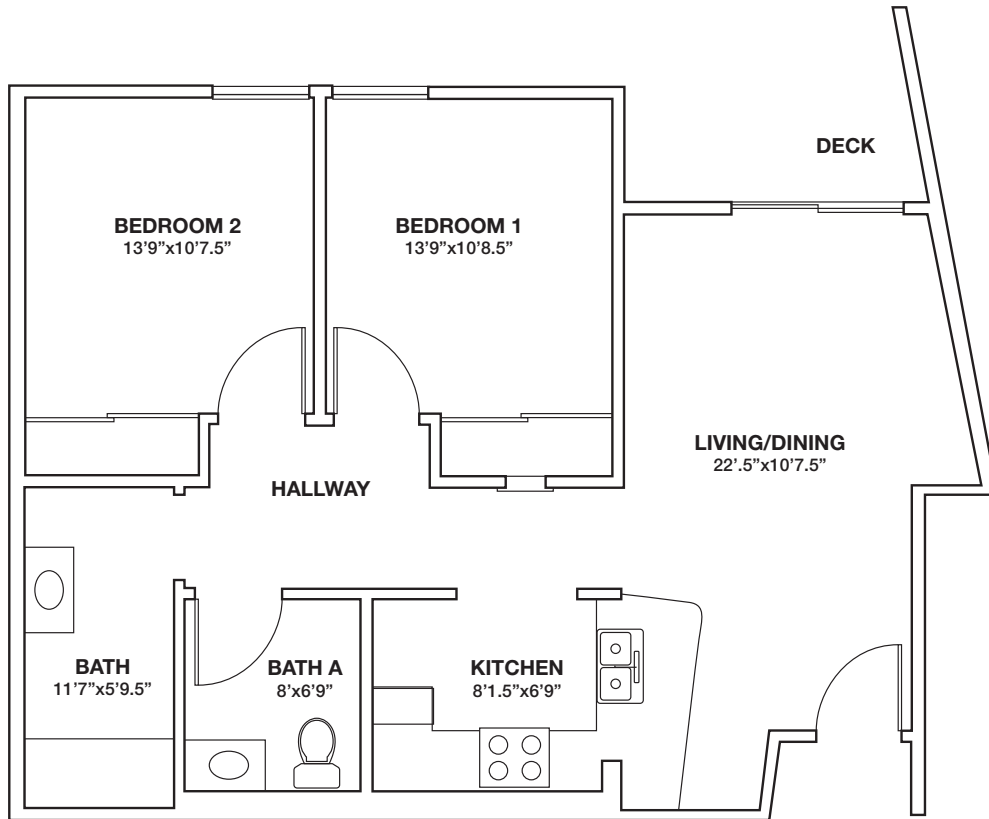 DECK
BEDROOM 2
13’9”x10’7.5”
BEDROOM 1
13’9”x10’8.5”
LIVING/DINING
22’.5”x10’7.5”
HALLWAY
BATH
11’7”x5’9.5”
BATH A
8’x6’9”
KITCHEN
8’1.5”x6’9”